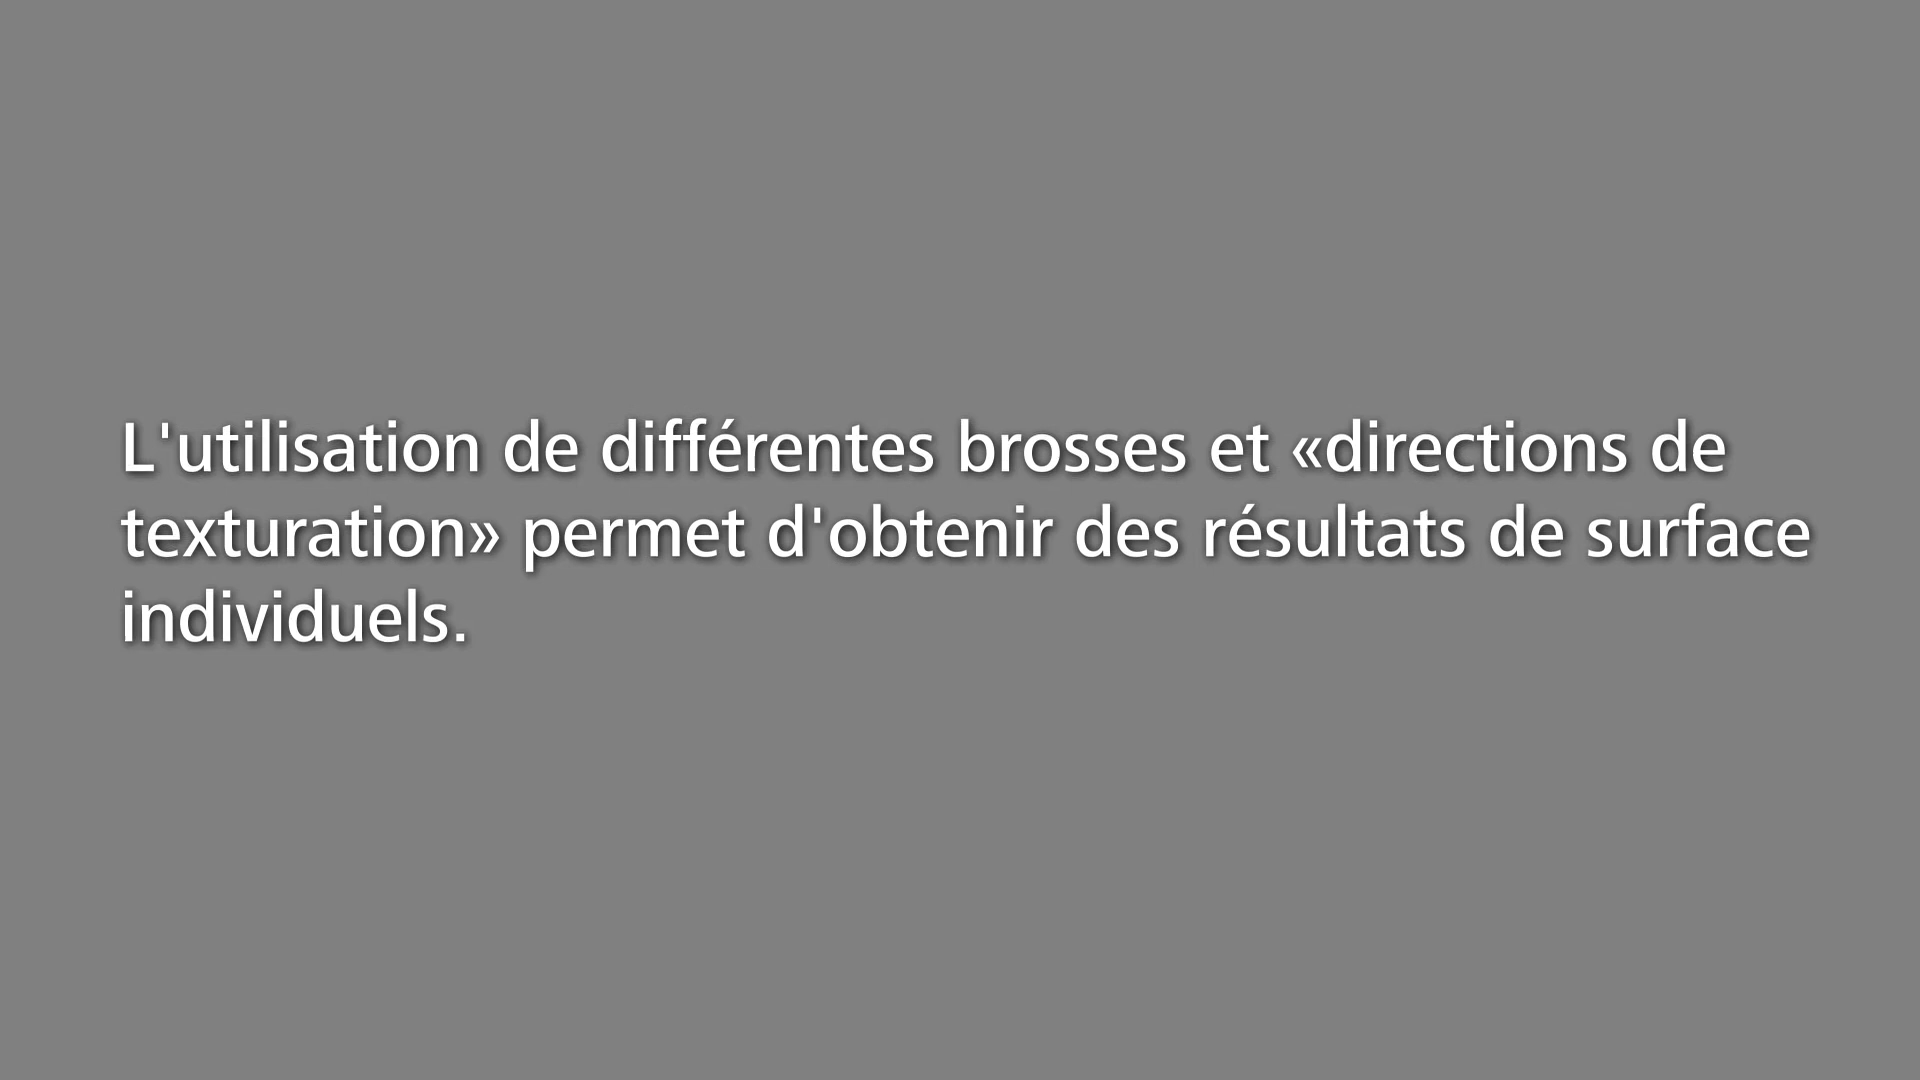 L'utilisation de différentes brosses et «directions de
texturation» permet d'obtenir des résultats de surface
individuels.